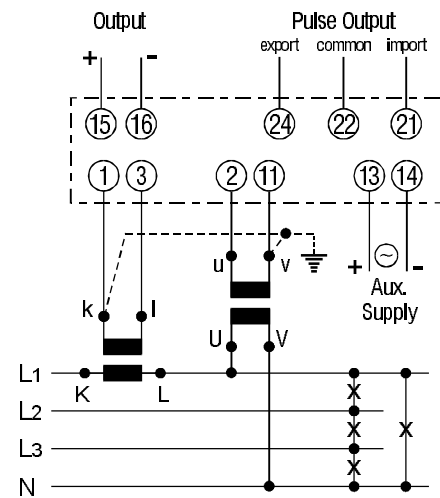 Output Pulse Output
export common import
+ - 
15 16 24 22 21
1 3 2 11 13 14
u v
+ ~ -
Aux.
Supply
k l
U V
L1
K L
X
L2
X X
L3
X
N